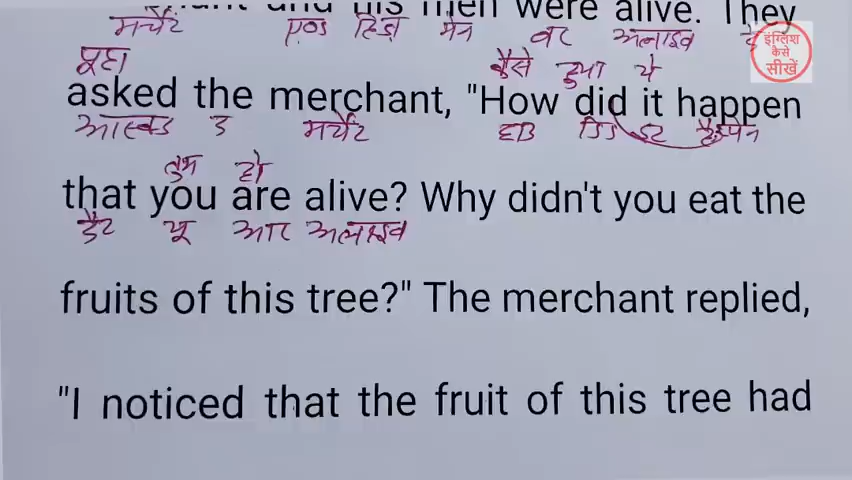 and his men were alive. They
मर्चेंट एण्ड हिज़ मेन वर अलाइव
इंग्लिश
कैसे
सीखें
पूछा कैसे हुआ ये
asked the merchant, "How did it happen
आस्क्ड द मर्चेंट हाउ डिड इट हैप्पेन
तुम हो
that you are alive? Why didn't you eat the
दैट यू आर अलाइव
fruits of this tree?" The merchant replied,
"I noticed that the fruit of this tree had